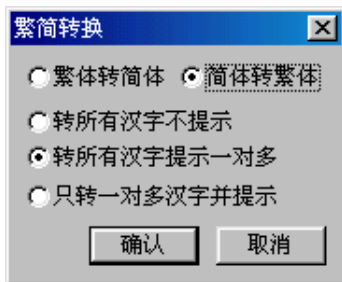 繁简转换
繁体转简体 简体转繁体
转所有汉字不提示
转所有汉字提示一对多
只转一对多汉字并提示
确认 取消